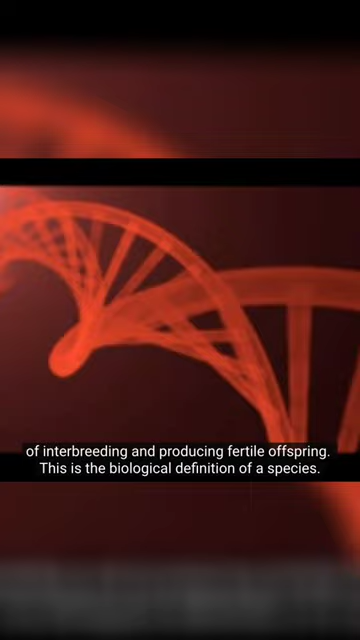 of interbreeding and producing fertile offspring.
This is the biological definition of a species.